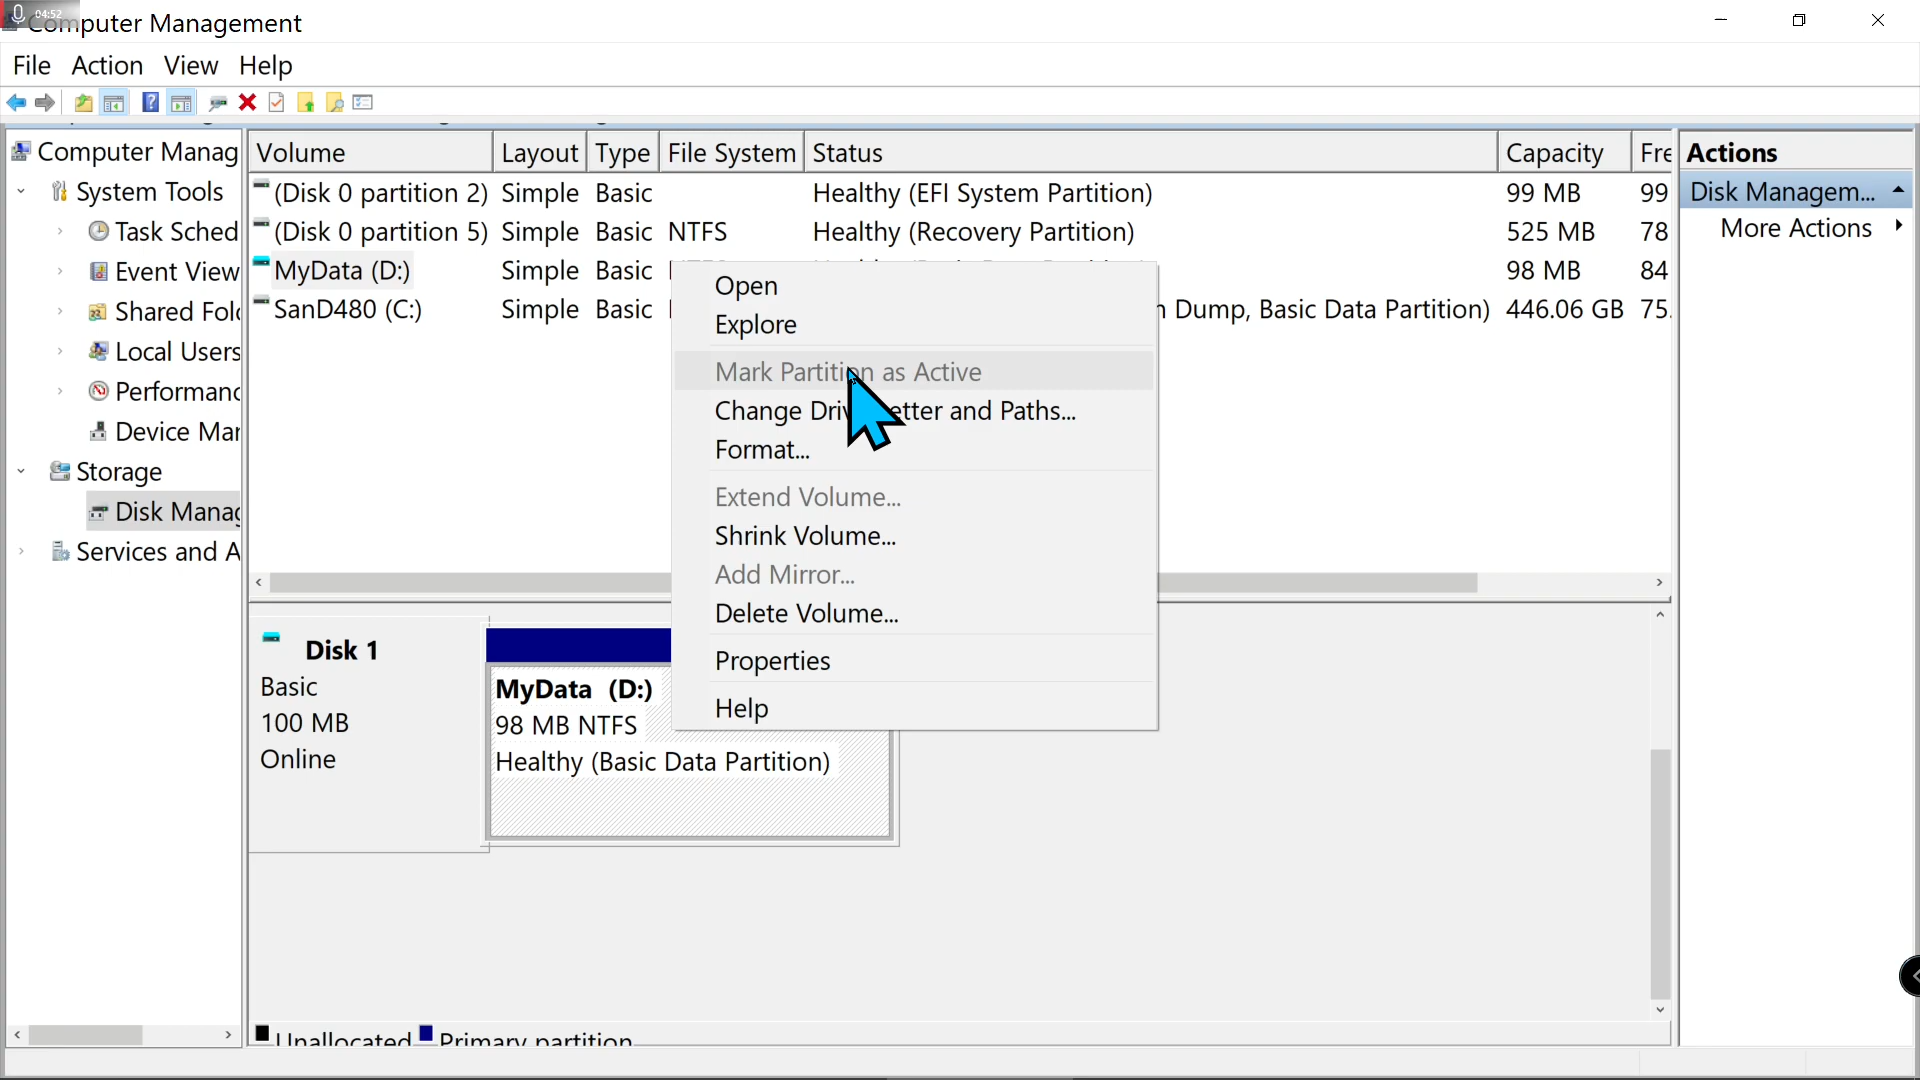 04:52
Computer Management
File Action View Help
Computer Manag
System Tools
Task Sched
Event View
Shared Fol
Local Users
Performanc
Device Mar
Storage
Disk Manag
Services and A
Volume Layout Type File System Status Capacity Fre
(Disk 0 partition 2) Simple Basic Healthy (EFI System Partition) 99 MB 99
(Disk 0 partition 5) Simple Basic NTFS Healthy (Recovery Partition) 525 MB 78
MyData (D:) Simple Basic 98 MB 84
SanD480 (C:) Simple Basic Dump, Basic Data Partition) 446.06 GB 75.
Open
Explore
Mark Partition as Active
Change Driv etter and Paths...
Format...
Extend Volume...
Shrink Volume...
Add Mirror...
Delete Volume...
Properties
Help
Disk 1
Basic
100 MB
Online
MyData (D:)
98 MB NTFS
Healthy (Basic Data Partition)
Unallocated Primary partition
Actions
Disk Managem...
More Actions